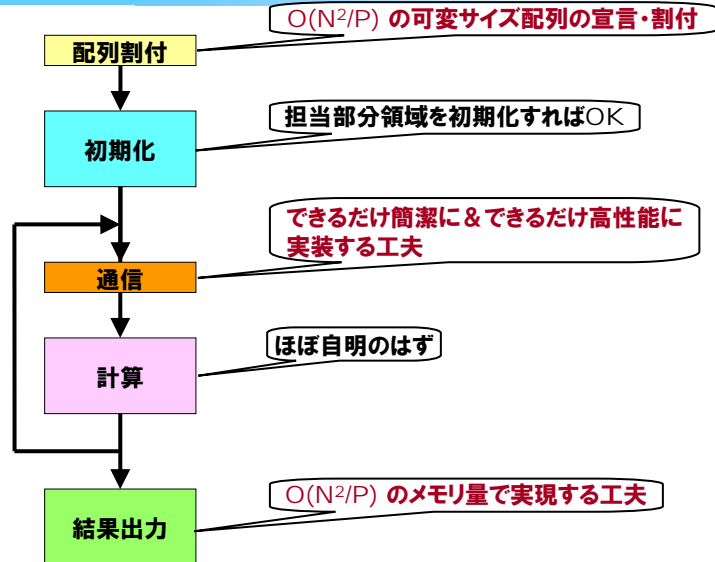 O(N²/P) の可変サイズ配列の宣言・割付
配列割付
担当部分領域を初期化すればOK
初期化
できるだけ簡潔に＆できるだけ高性能に
実装する工夫
通信
ほぼ自明のはず
計算
O(N²/P) のメモリ量で実現する工夫
結果出力